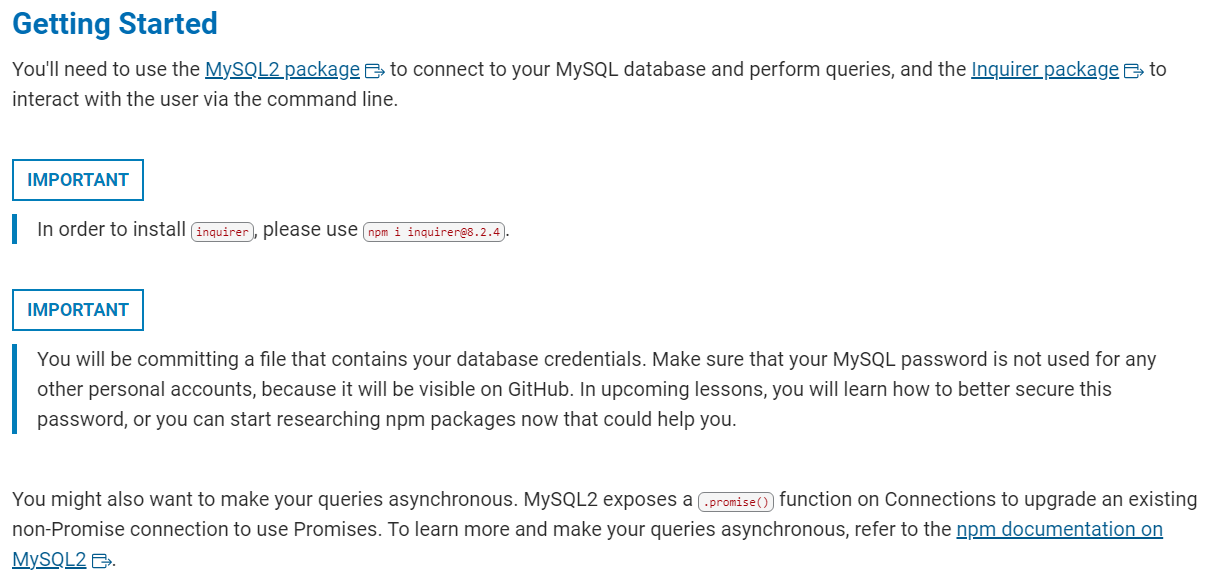 Getting Started
You'll need to use the MySQL2 package to connect to your MySQL database and perform queries, and the Inquirer package to
interact with the user via the command line.
IMPORTANT
In order to install inquirer, please use npm i inquirer@8.2.4.
IMPORTANT
You will be committing a file that contains your database credentials. Make sure that your MySQL password is not used for any
other personal accounts, because it will be visible on GitHub. In upcoming lessons, you will learn how to better secure this
password, or you can start researching npm packages now that could help you.
You might also want to make your queries asynchronous. MySQL2 exposes a .promise() function on Connections to upgrade an existing
non-Promise connection to use Promises. To learn more and make your queries asynchronous, refer to the npm documentation on
MySQL2.